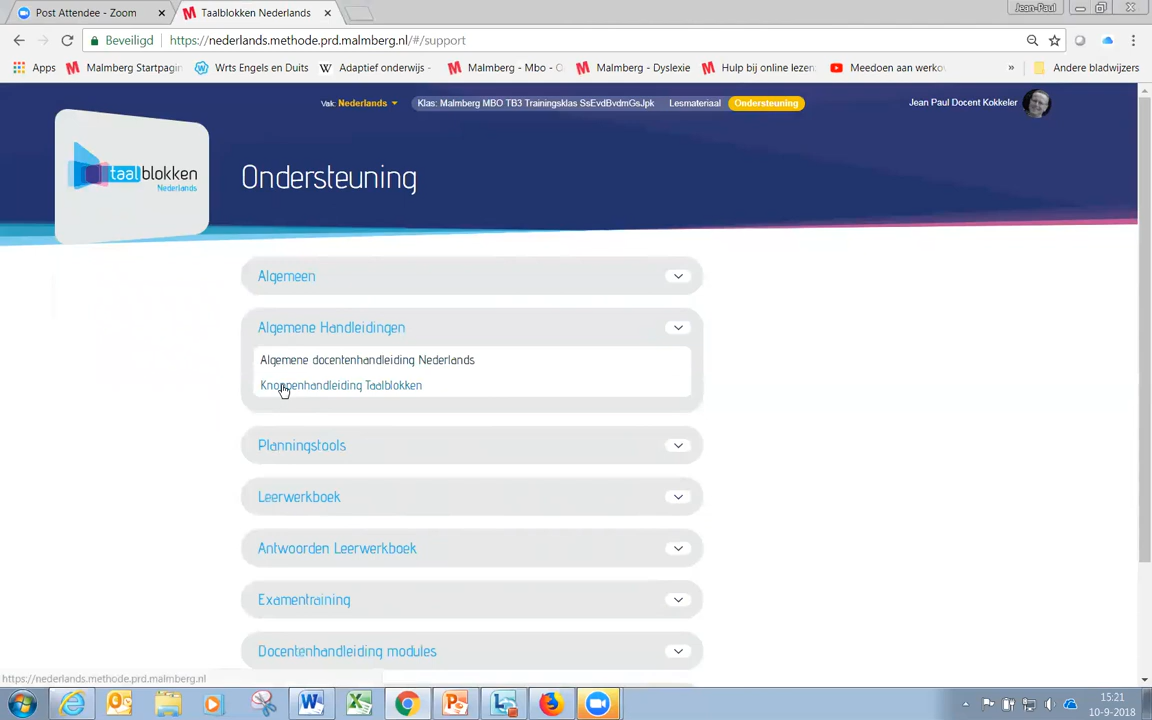 Post Attendee - Zoom
Taalblokken Nederlands
Jean-Paul
Beveiligd
https://nederlands.methode.prd.malmberg.nl/#/support
Apps
Malmberg Startpagin
Wrts Engels en Duits
Adaptief onderwijs -
Malmberg - Mbo - O
Malmberg - Dyslexie
Hulp bij online lezer
Meedoen aan werko
»
Andere bladwijzers
Vak: Nederlands
Klas: Malmberg MBO TB3 Trainingsklas SsEvdBvdmGsJpk
Lesmateriaal
Ondersteuning
Jean Paul Docent Kokkeler
taalblokken
Nederlands
Ondersteuning
Algemeen
Algemene Handleidingen
Algemene docentenhandleiding Nederlands
Knoppenhandleiding Taalblokken
Planningstools
Leerwerkboek
Antwoorden Leerwerkboek
Examentraining
Docentenhandleiding modules
https://nederlands.methode.prd.malmberg.nl
15:21
10-9-2018